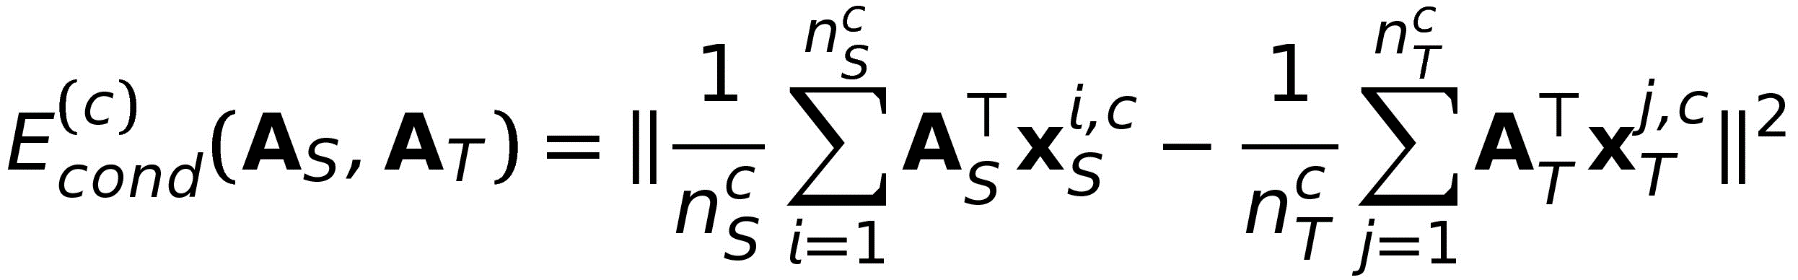 E_{cond}^{(c)}(\mathbf{A}_S, \mathbf{A}_T) = \| \frac{1}{n_S^c} \sum_{i=1}^{n_S^c} \mathbf{A}_S^\top \mathbf{x}_S^{i,c} - \frac{1}{n_T^c} \sum_{j=1}^{n_T^c} \mathbf{A}_T^\top \mathbf{x}_T^{j,c} \|^2